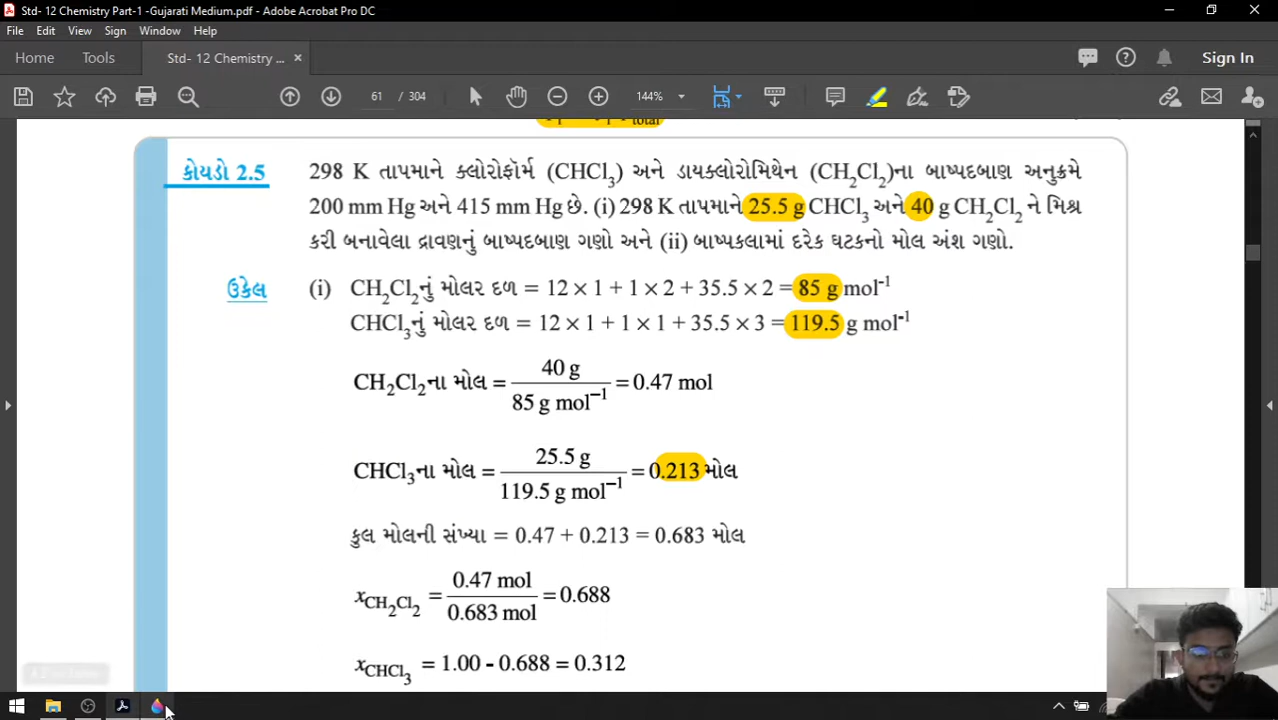 Std- 12 Chemistry Part-1 -Gujarati Medium.pdf - Adobe Acrobat Pro DC
File Edit View Sign Window Help
Home Tools Std- 12 Chemistry ... × Sign In
61 / 304 144%
total
કોયડો 2.5 298 K તાપમાને ક્લોરોફૉર્મ (CHCl3) અને ડાયક્લોરોમિથેન (CH2Cl2)ના બાષ્પદબાણ અનુક્રમે
200 mm Hg અને 415 mm Hg છે. (i) 298 K તાપમાને 25.5 g CHCl3 અને 40 g CH2Cl2 ને મિશ્ર
કરી બનાવેલા દ્રાવણનું બાષ્પદબાણ ગણો અને (ii) બાષ્પકલામાં દરેક ઘટકનો મોલ અંશ ગણો.
ઉકેલ (i) CH2Cl2નું મોલર દળ = 12 × 1 + 1 × 2 + 35.5 × 2 = 85 g mol-1
CHCl3નું મોલર દળ = 12 × 1 + 1 × 1 + 35.5 × 3 = 119.5 g mol-1
40 g
CH2Cl2ના મોલ = = 0.47 mol
85 g mol−1
25.5 g
CHCl3ના મોલ = = 0.213 મોલ
119.5 g mol−1
કુલ મોલની સંખ્યા = 0.47 + 0.213 = 0.683 મોલ
0.47 mol
xCH2Cl2 = = 0.688
0.683 mol
xCHCl3 = 1.00 - 0.688 = 0.312